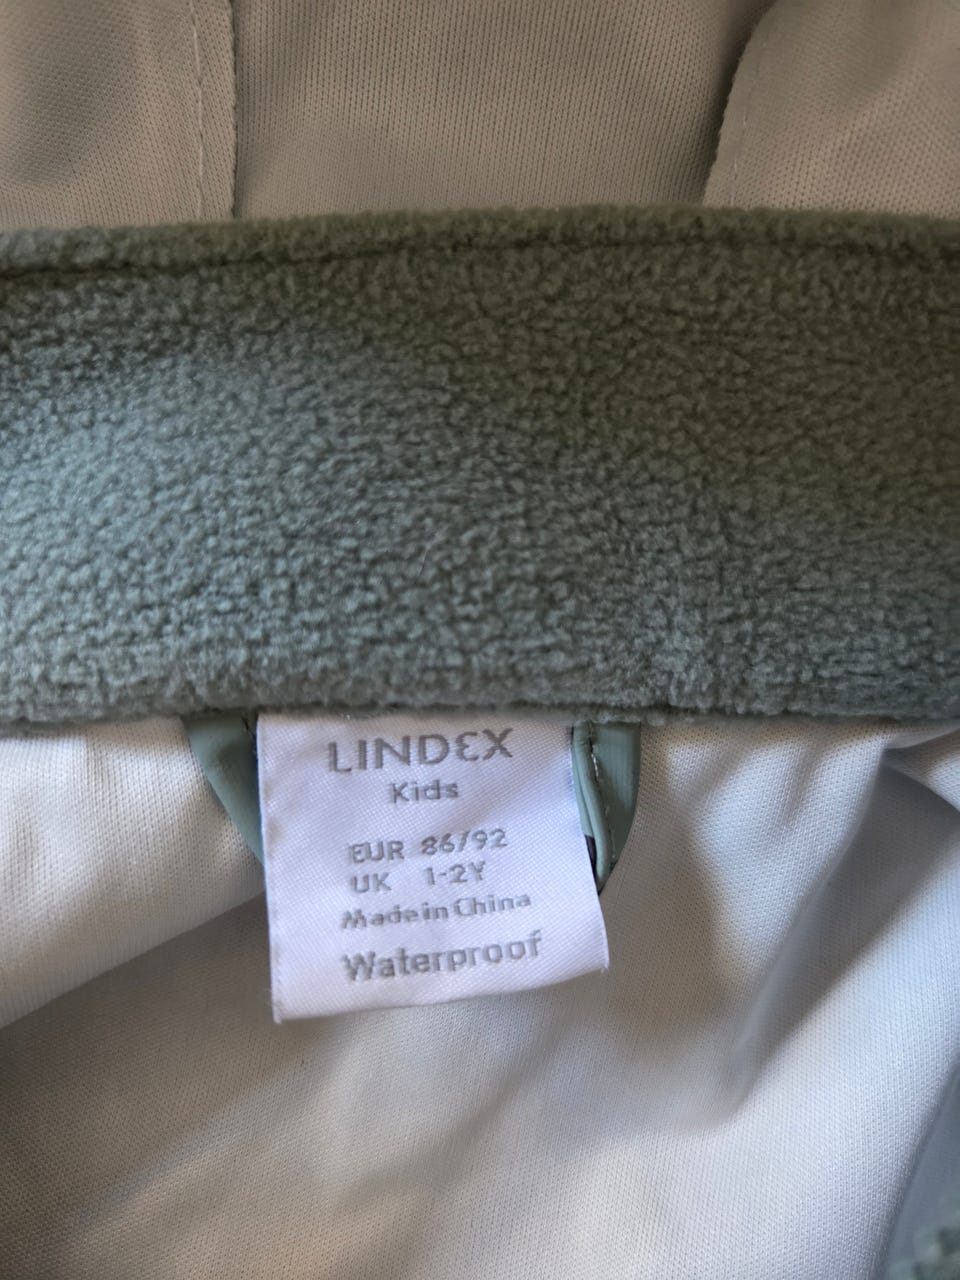 LINDEX
Kids
EUR 86/92
UK 1-2Y
Made in China
Waterproof